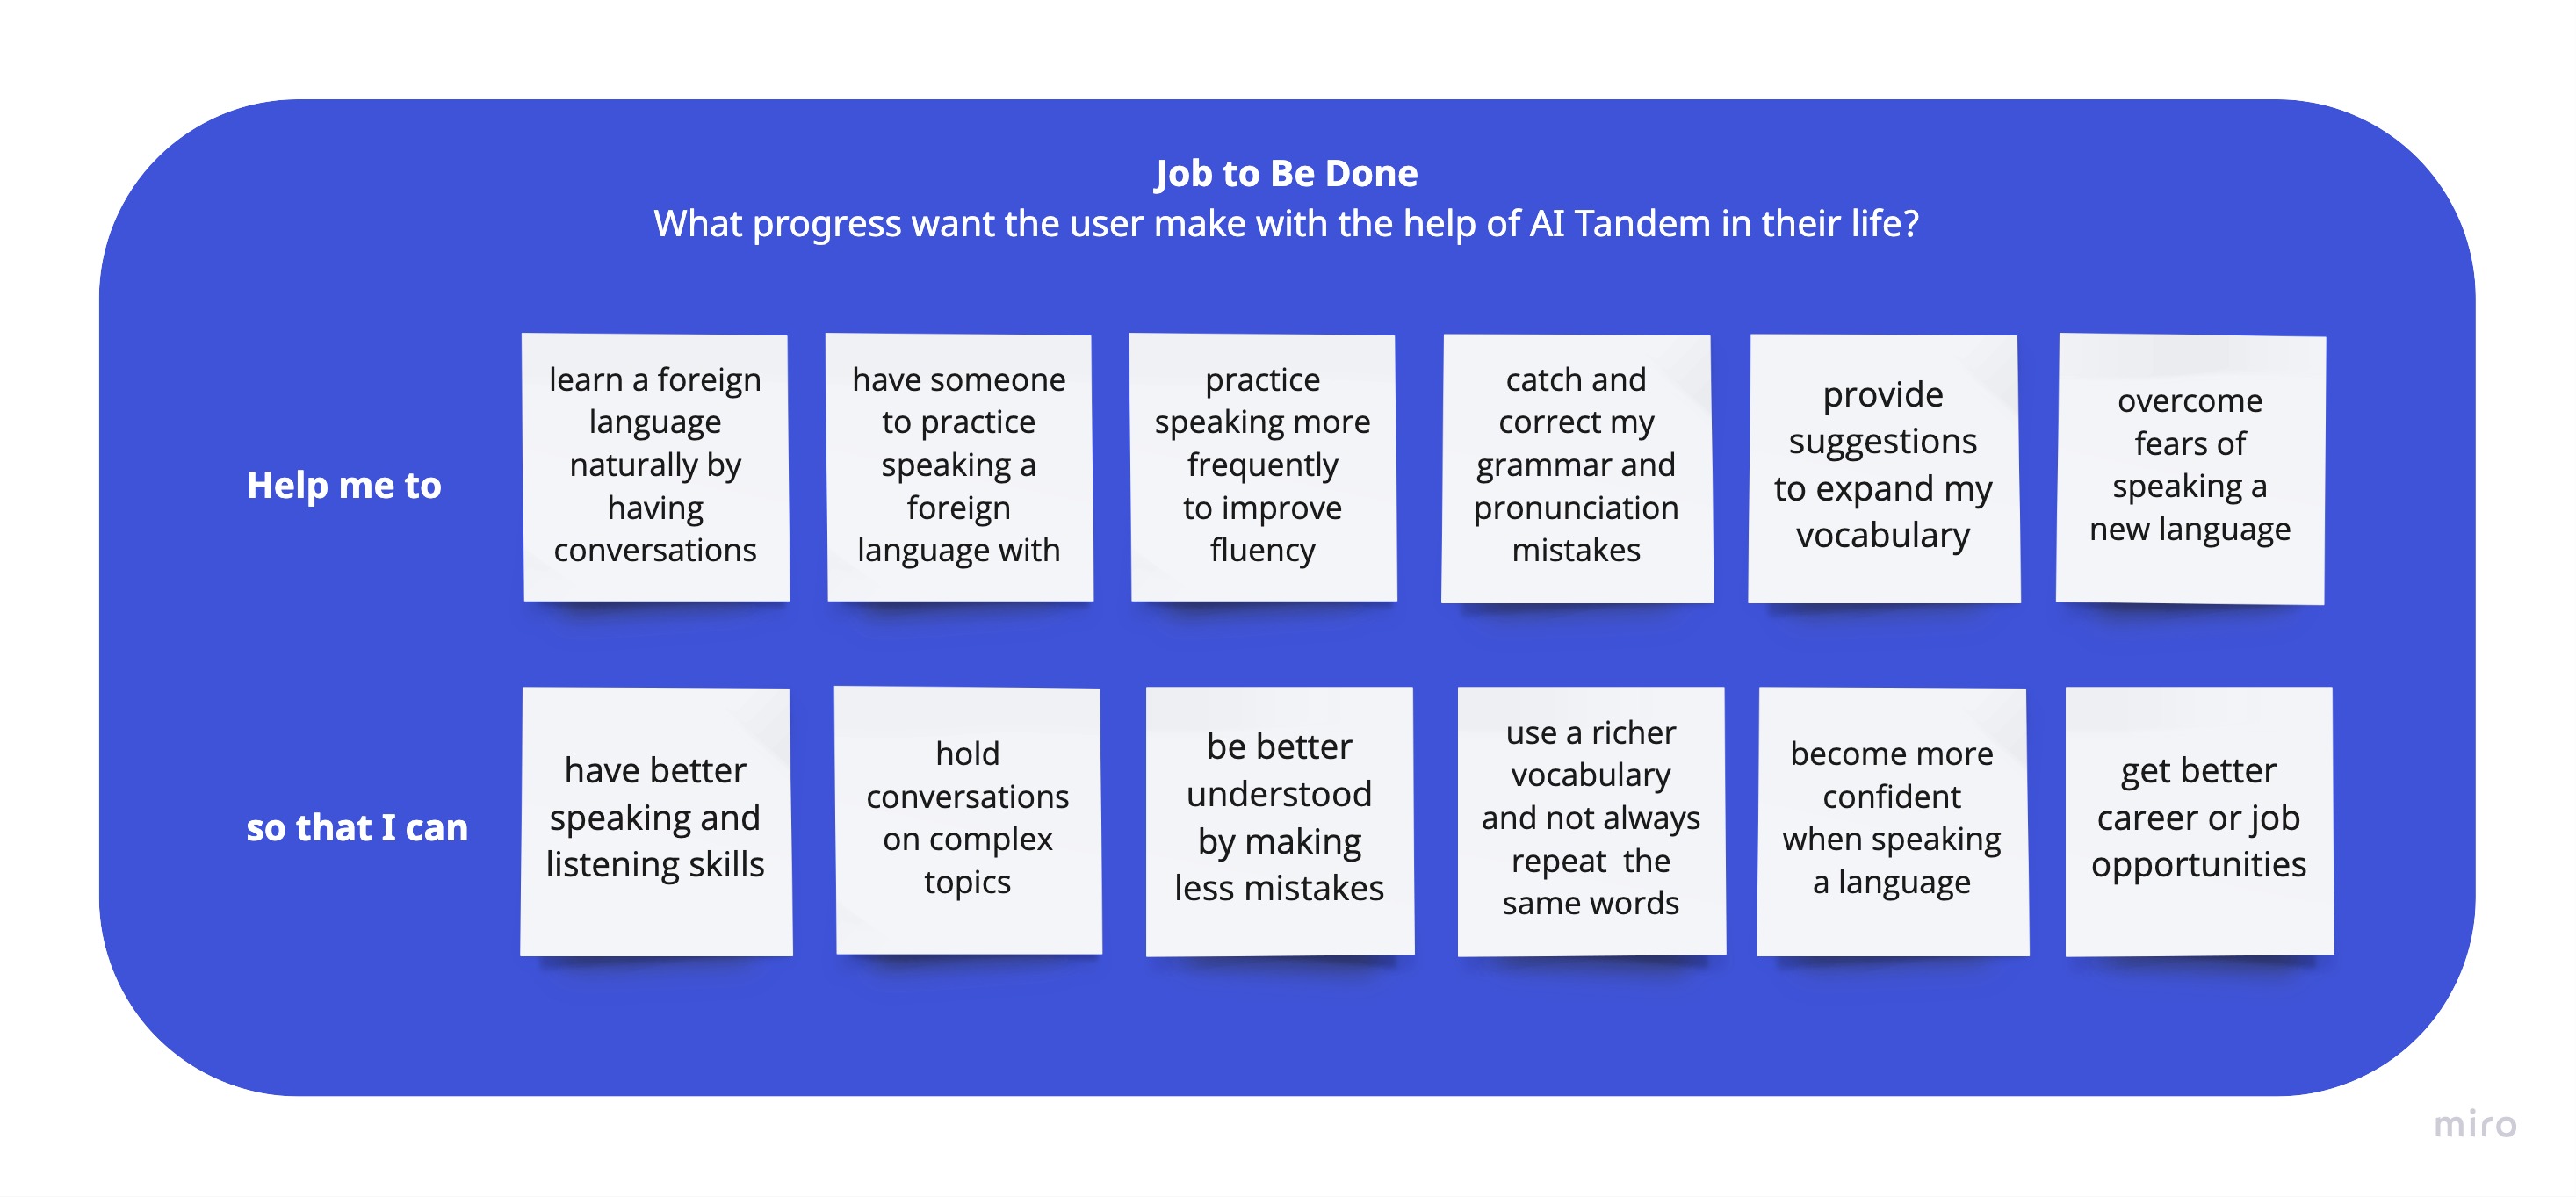 Job to Be Done
What progress want the user make with the help of AI Tandem in their life?
Help me to
learn a foreign
language
naturally by
having
conversations
have someone
to practice
speaking a
foreign
language with
practice
speaking more
frequently
to improve
fluency
catch and
correct my
grammar and
pronunciation
mistakes
provide
suggestions
to expand my
vocabulary
overcome
fears of
speaking a
new language
so that I can
have better
speaking and
listening skills
hold
conversations
on complex
topics
be better
understood
by making
less mistakes
use a richer
vocabulary
and not always
repeat  the
same words
become more
confident
when speaking
a language
get better
career or job
opportunities
miro